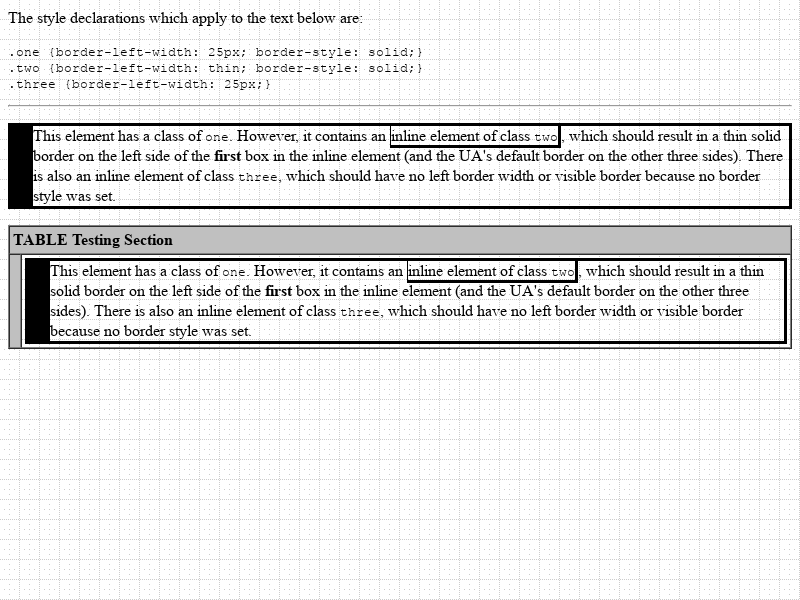 The style declarations which apply to the text below are:
.one {border-left-width: 25px; border-style: solid;}
.two {border-left-width: thin; border-style: solid;}
.three {border-left-width: 25px;}
This element has a class of one. However, it contains an inline element of class two, which should result in a thin solid
border on the left side of the first box in the inline element (and the UA's default border on the other three sides). There
is also an inline element of class three, which should have no left border width or visible border because no border
style was set.
TABLE Testing Section
This element has a class of one. However, it contains an inline element of class two, which should result in a thin
solid border on the left side of the first box in the inline element (and the UA's default border on the other three
sides). There is also an inline element of class three, which should have no left border width or visible border
because no border style was set.